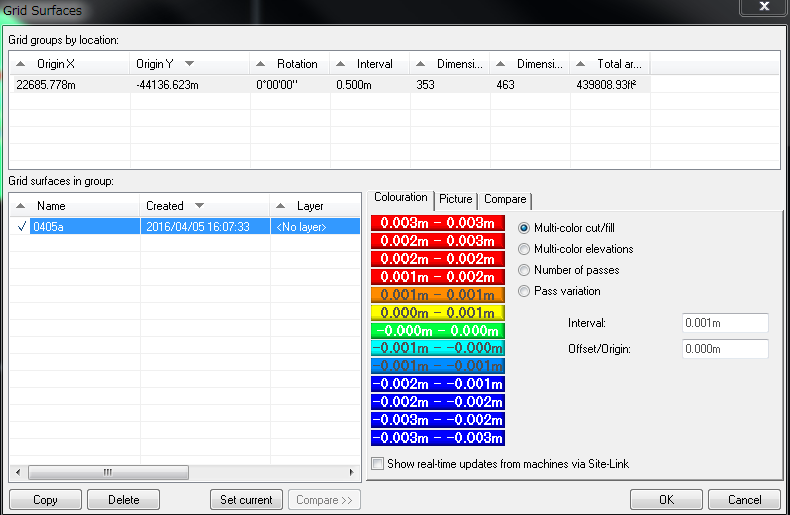 Grid Surfaces
Grid groups by location:
Origin X Origin Y Rotation Interval Dimensi... Dimensi... Total ar...
22685.778m -44136.623m 0°00'00" 0.500m 353 463 439808.93ft²
Grid surfaces in group:
Name Created Layer
0405a 2016/04/05 16:07:33 <No layer>
Colouration Picture Compare
0.003m - 0.003m
0.002m - 0.003m
0.002m - 0.002m
0.001m - 0.002m
0.001m - 0.001m
0.000m - 0.001m
-0.000m - 0.000m
-0.001m - -0.000m
-0.001m - -0.001m
-0.002m - -0.001m
-0.002m - -0.002m
-0.003m - -0.002m
-0.003m - -0.003m
Multi-color cut/fill
Multi-color elevations
Number of passes
Pass variation
Interval: 0.001m
Offset/Origin: 0.000m
Show real-time updates from machines via Site-Link
Copy Delete Set current Compare >> OK Cancel